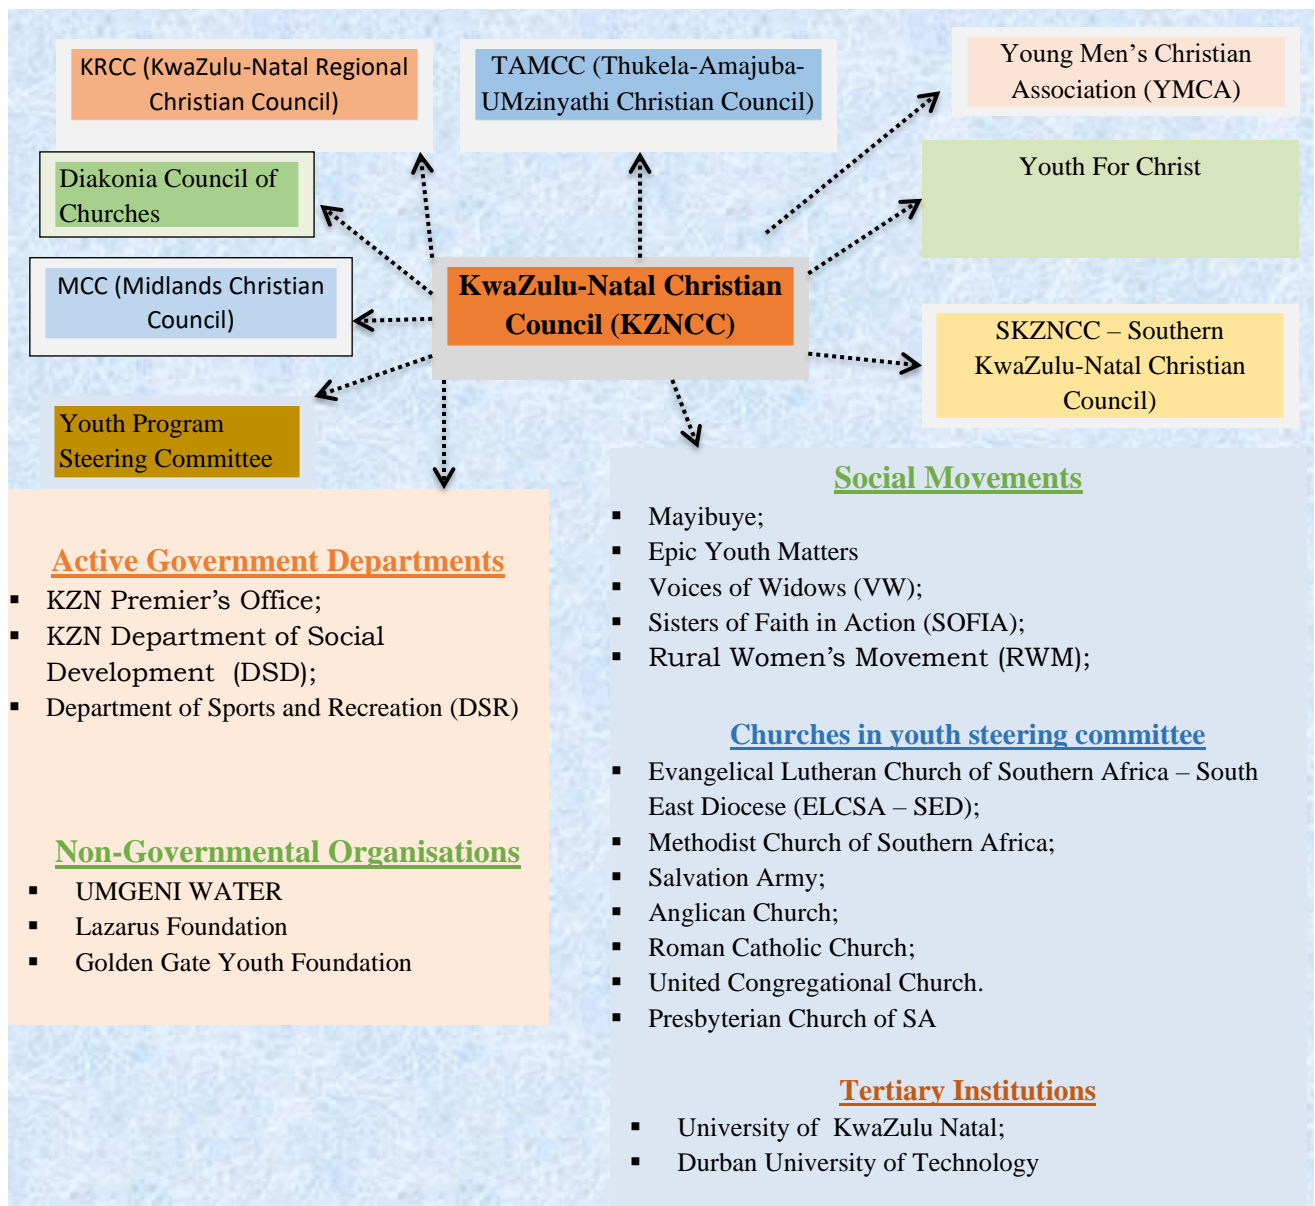 KRCC (KwaZulu-Natal Regional
Christian Council)
TAMCC (Thukela-Amajuba-
UMzinyathi Christian Council)
Young Men’s Christian
Association (YMCA)
Diakonia Council of
Churches
Youth For Christ
MCC (Midlands Christian
Council)
KwaZulu-Natal Christian
Council (KZNCC)
SKZNCC – Southern
KwaZulu-Natal Christian
Council)
Youth Program
Steering Committee
Active Government Departments
▪ KZN Premier’s Office;
▪ KZN Department of Social
Development (DSD);
▪ Department of Sports and Recreation (DSR)
Non-Governmental Organisations
▪ UMGENI WATER
▪ Lazarus Foundation
▪ Golden Gate Youth Foundation
Social Movements
▪ Mayibuye;
▪ Epic Youth Matters
▪ Voices of Widows (VW);
▪ Sisters of Faith in Action (SOFIA);
▪ Rural Women’s Movement (RWM);
Churches in youth steering committee
▪ Evangelical Lutheran Church of Southern Africa – South
East Diocese (ELCSA – SED);
▪ Methodist Church of Southern Africa;
▪ Salvation Army;
▪ Anglican Church;
▪ Roman Catholic Church;
▪ United Congregational Church.
▪ Presbyterian Church of SA
Tertiary Institutions
▪ University of KwaZulu Natal;
▪ Durban University of Technology